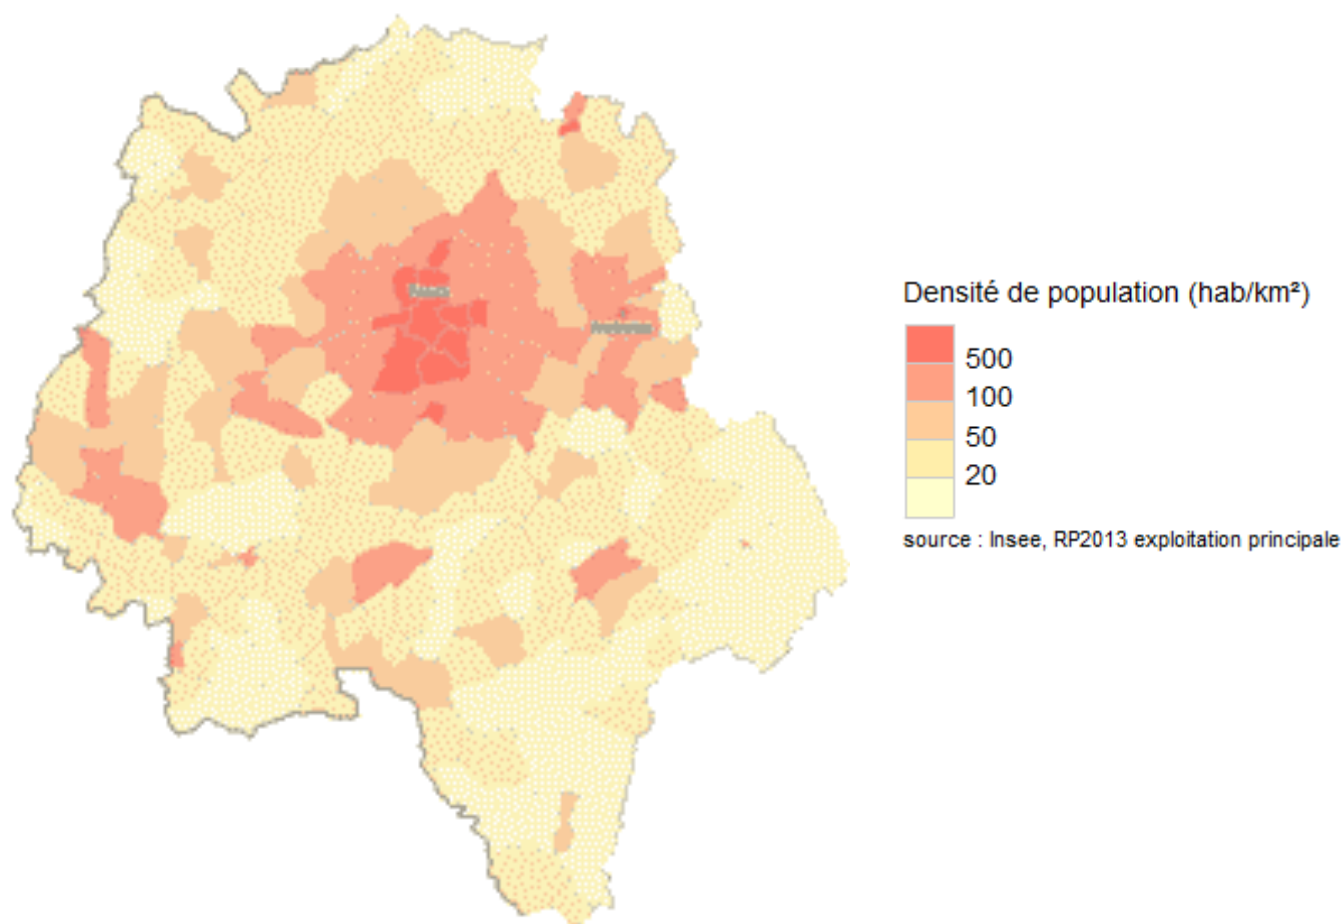 Densité de population (hab/km²)
500
100
50
20
source : Insee, RP2013 exploitation principale